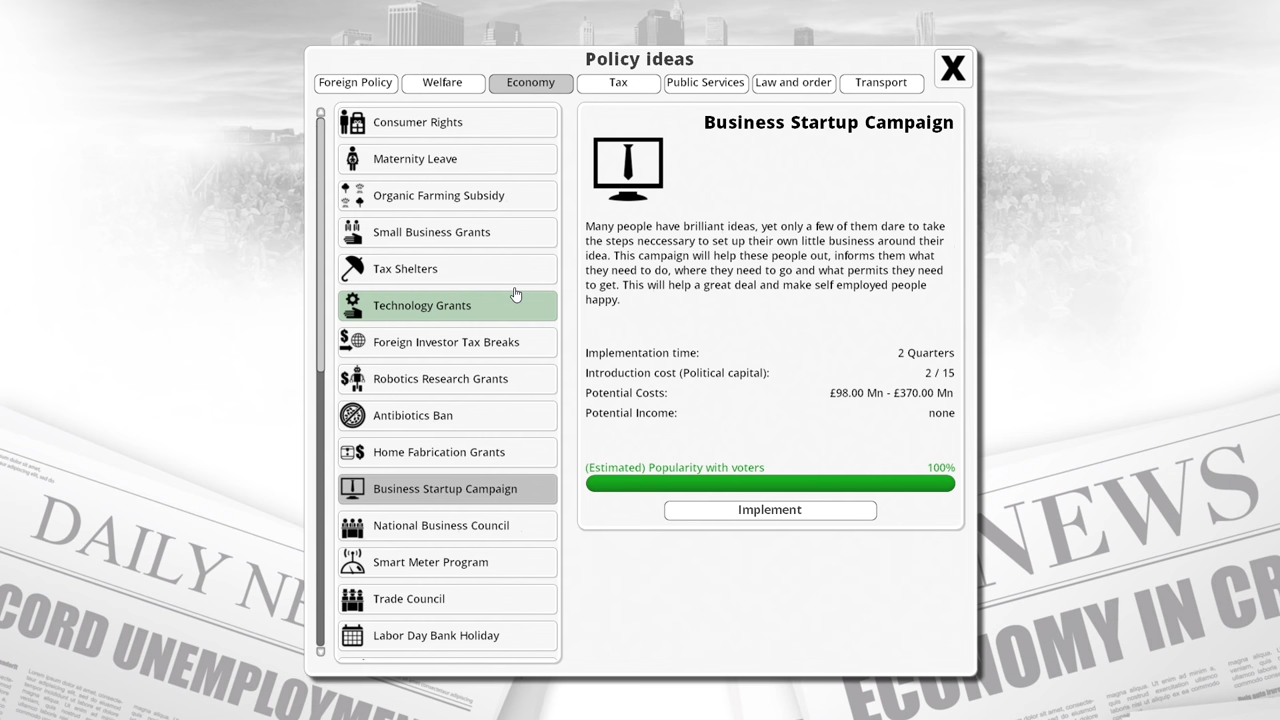 Policy ideas
X
Foreign Policy
Welfare
Economy
Tax
Public Services
Law and order
Transport
Consumer Rights
Maternity Leave
Organic Farming Subsidy
Small Business Grants
Tax Shelters
Technology Grants
Foreign Investor Tax Breaks
Robotics Research Grants
Antibiotics Ban
Home Fabrication Grants
Business Startup Campaign
National Business Council
Smart Meter Program
Trade Council
Labor Day Bank Holiday
Business Startup Campaign
Many people have brilliant ideas, yet only a few of them dare to take
the steps neccessary to set up their own little business around their
idea. This campaign will help these people out, informs them what
they need to do, where they need to go and what permits they need
to get. This will help a great deal and make self employed people
happy.
Implementation time: 2 Quarters
Introduction cost (Political capital): 2 / 15
Potential Costs: £98.00 Mn - £370.00 Mn
Potential Income: none
(Estimated) Popularity with voters 100%
Implement
DAILY NE
CORD UNEMPLOYM
NEWS
ECONOMY IN CR